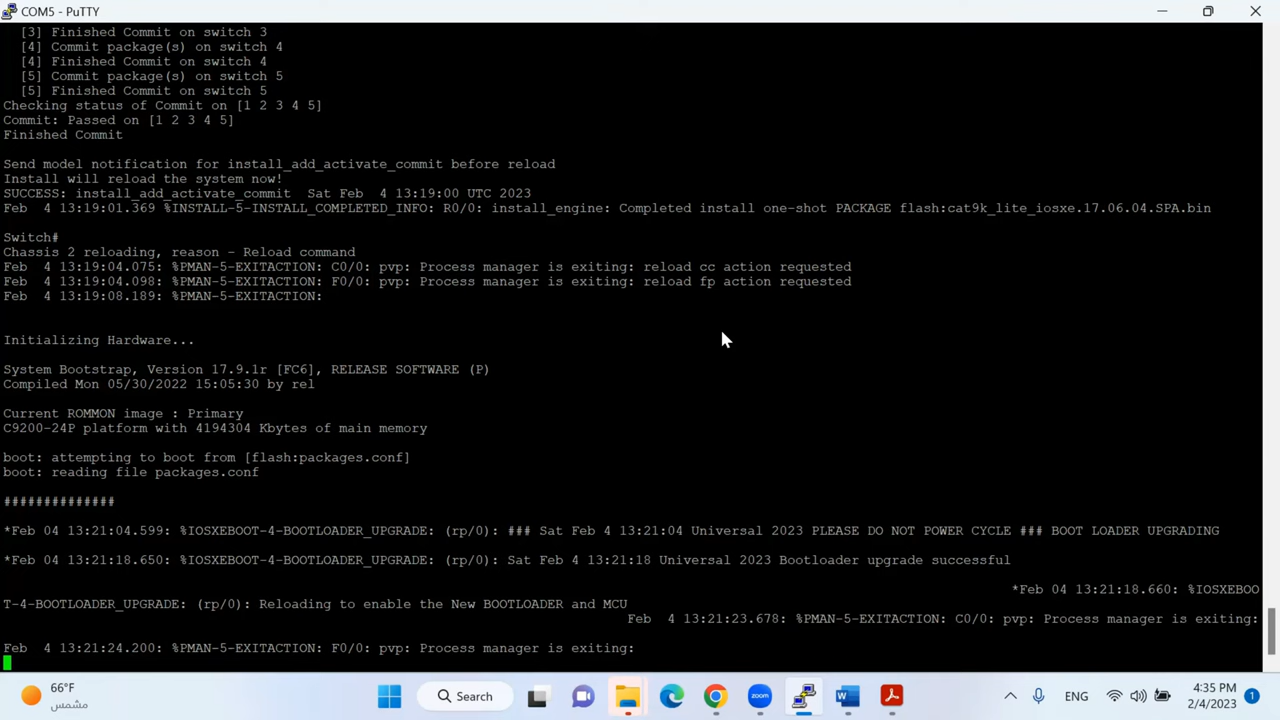 COM5 - PuTTY
[3] Finished Commit on switch 3
[4] Commit package(s) on switch 4
[4] Finished Commit on switch 4
[5] Commit package(s) on switch 5
[5] Finished Commit on switch 5
Checking status of Commit on [1 2 3 4 5]
Commit: Passed on [1 2 3 4 5]
Finished Commit
Send model notification for install_add_activate_commit before reload
Install will reload the system now!
SUCCESS: install_add_activate_commit  Sat Feb  4 13:19:00 UTC 2023
Feb  4 13:19:01.369 %INSTALL-5-INSTALL_COMPLETED_INFO: R0/0: install_engine: Completed install one-shot PACKAGE flash:cat9k_lite_iosxe.17.06.04.SPA.bin
Switch#
Chassis 2 reloading, reason - Reload command
Feb  4 13:19:04.075: %PMAN-5-EXITACTION: C0/0: pvp: Process manager is exiting: reload cc action requested
Feb  4 13:19:04.098: %PMAN-5-EXITACTION: F0/0: pvp: Process manager is exiting: reload fp action requested
Feb  4 13:19:08.189: %PMAN-5-EXITACTION:
Initializing Hardware...
System Bootstrap, Version 17.9.1r [FC6], RELEASE SOFTWARE (P)
Compiled Mon 05/30/2022 15:05:30 by rel
Current ROMMON image : Primary
C9200-24P platform with 4194304 Kbytes of main memory
boot: attempting to boot from [flash:packages.conf]
boot: reading file packages.conf
##############
*Feb 04 13:21:04.599: %IOSXEBOOT-4-BOOTLOADER_UPGRADE: (rp/0): ### Sat Feb 4 13:21:04 Universal 2023 PLEASE DO NOT POWER CYCLE ### BOOT LOADER UPGRADING
*Feb 04 13:21:18.650: %IOSXEBOOT-4-BOOTLOADER_UPGRADE: (rp/0): Sat Feb 4 13:21:18 Universal 2023 Bootloader upgrade successful
*Feb 04 13:21:18.660: %IOSXEBOO
T-4-BOOTLOADER_UPGRADE: (rp/0): Reloading to enable the New BOOTLOADER and MCU
Feb  4 13:21:23.678: %PMAN-5-EXITACTION: C0/0: pvp: Process manager is exiting:
Feb  4 13:21:24.200: %PMAN-5-EXITACTION: F0/0: pvp: Process manager is exiting:
66°F
مشمس
Search
zoom
ENG
4:35 PM
2/4/2023
1